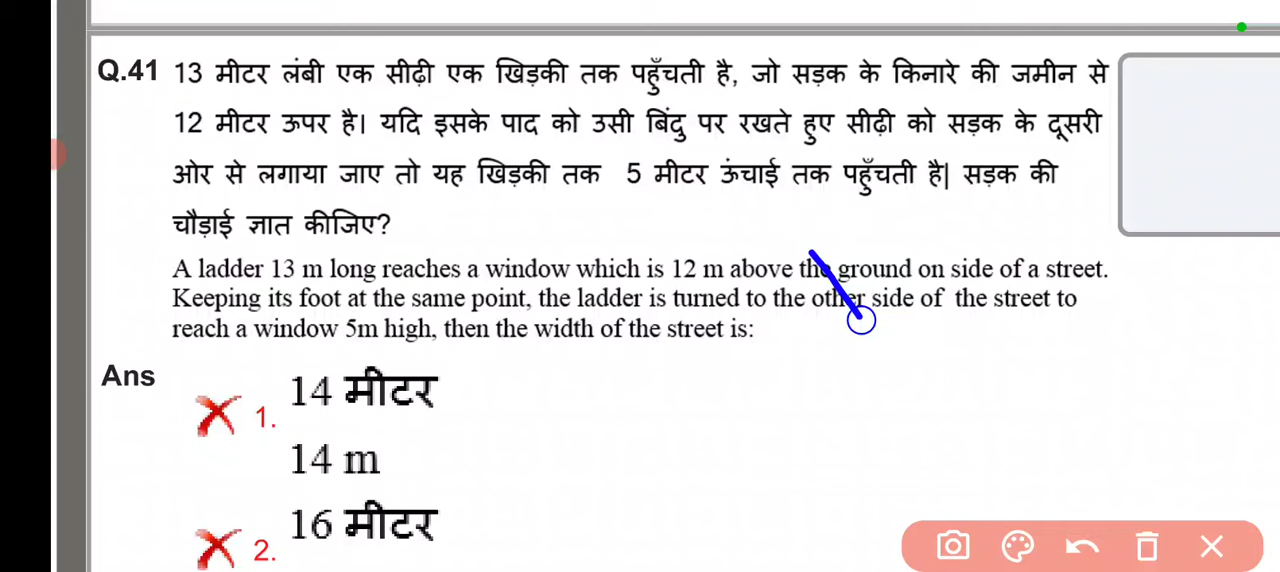 Q.41 13 मीटर लंबी एक सीढ़ी एक खिड़की तक पहुँचती है, जो सड़क के किनारे की जमीन से
12 मीटर ऊपर है। यदि इसके पाद को उसी बिंदु पर रखते हुए सीढ़ी को सड़क के दूसरी
ओर से लगाया जाए तो यह खिड़की तक 5 मीटर ऊंचाई तक पहुँचती है| सड़क की
चौड़ाई ज्ञात कीजिए?
A ladder 13 m long reaches a window which is 12 m above the ground on side of a street.
Keeping its foot at the same point, the ladder is turned to the other side of the street to
reach a window 5m high, then the width of the street is:
Ans
1. 14 मीटर
14 m
2. 16 मीटर